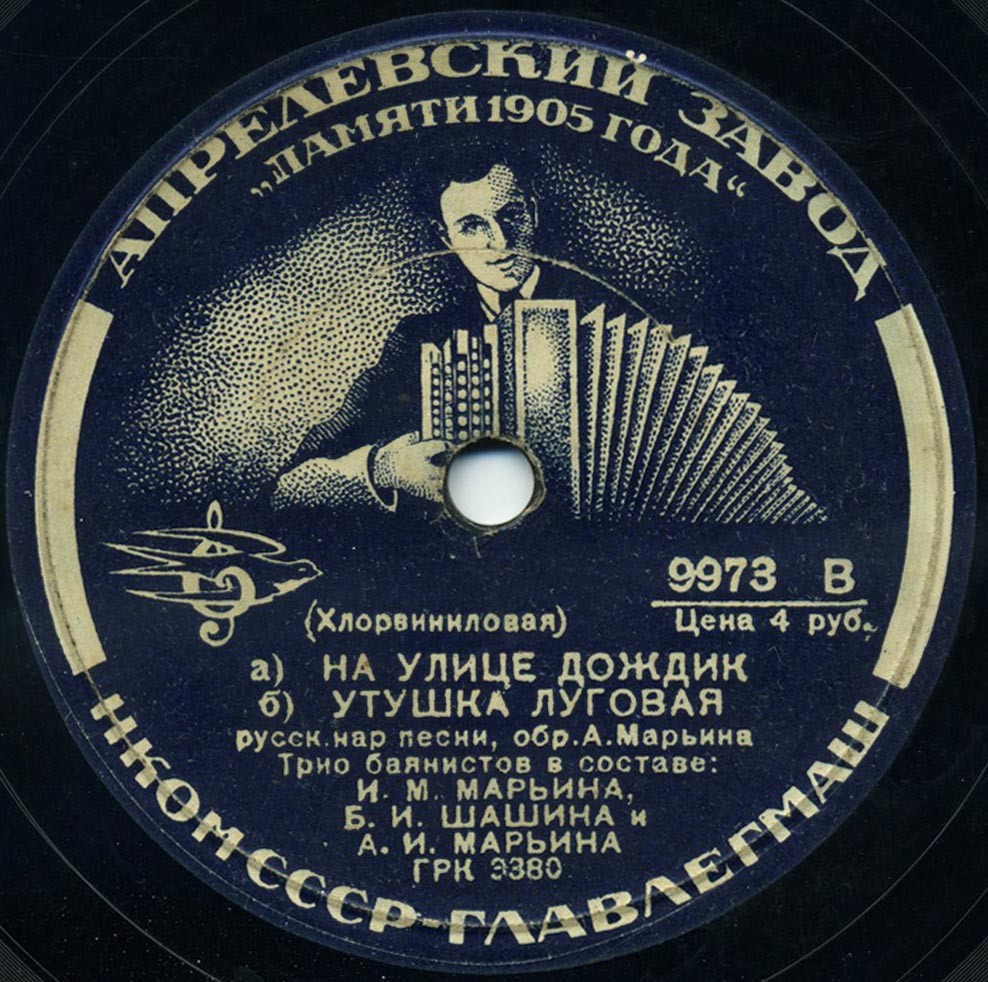 АПРЕЛЕВСКИЙ ЗАВОД
„ПАМЯТИ 1905 ГОДА“
9973 В
Цена 4 руб.
(Хлорвиниловая)
а) НА УЛИЦЕ ДОЖДИК
б) УТУШКА ЛУГОВАЯ
русск.нар песни, обр.А.Марьина
Трио баянистов в составе:
И. М. МАРЬИНА,
Б. И. ШАШИНА и
А. И. МАРЬИНА
ГРК 3380
НКОМ СССР-ГЛАВЛЕГМАШ